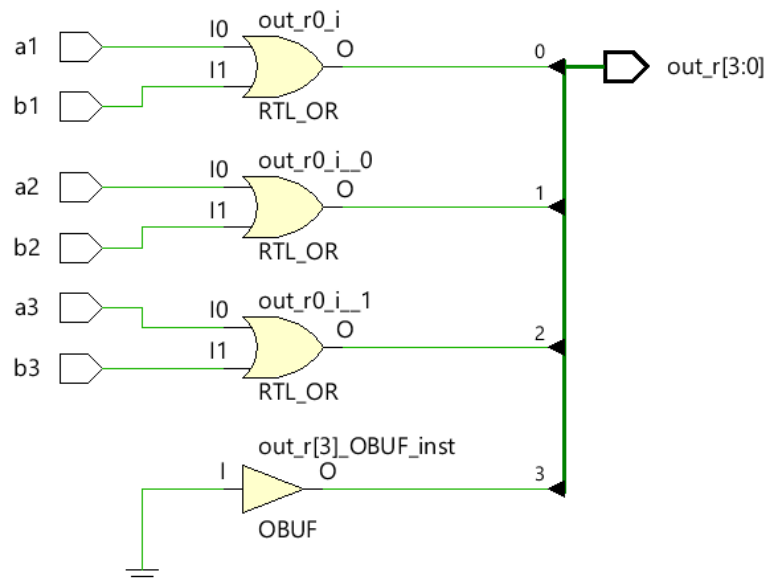 out_r0_i
a1
I0
O
0
out_r[3:0]
b1
I1
RTL_OR
out_r0_i__0
a2
I0
O
1
b2
I1
RTL_OR
out_r0_i__1
a3
I0
O
2
b3
I1
RTL_OR
out_r[3]_OBUF_inst
I
O
3
OBUF